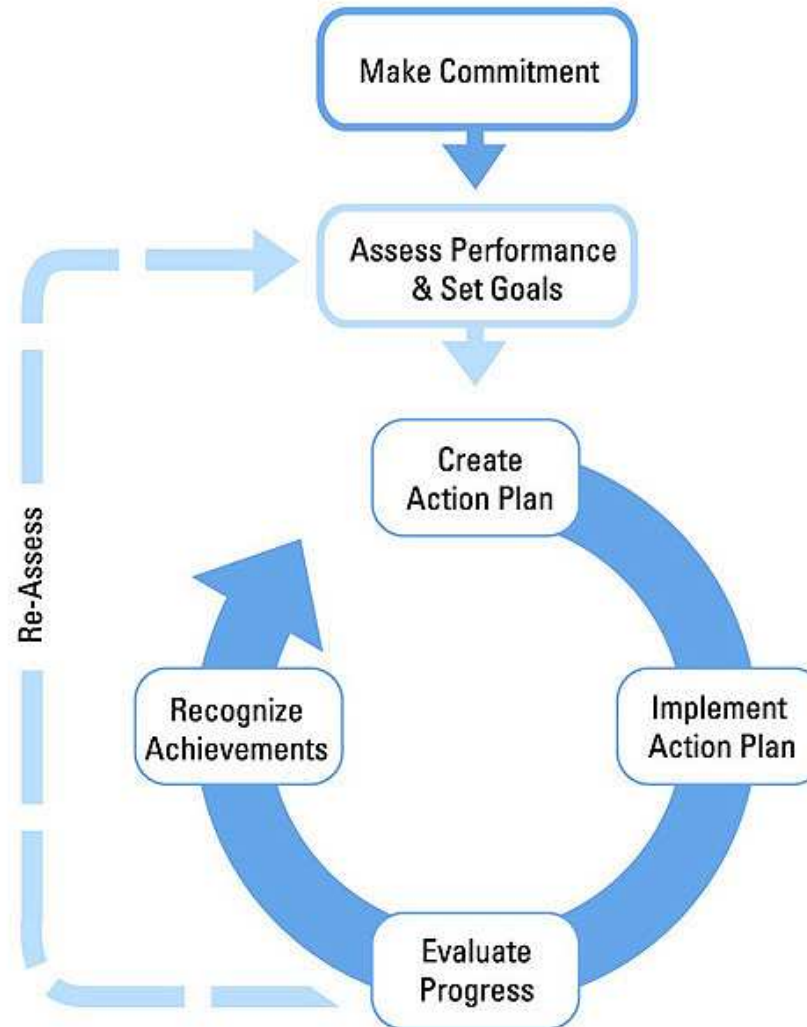 Make Commitment
Assess Performance
& Set Goals
Create
Action Plan
Re-Assess
Recognize
Achievements
Implement
Action Plan
Evaluate
Progress